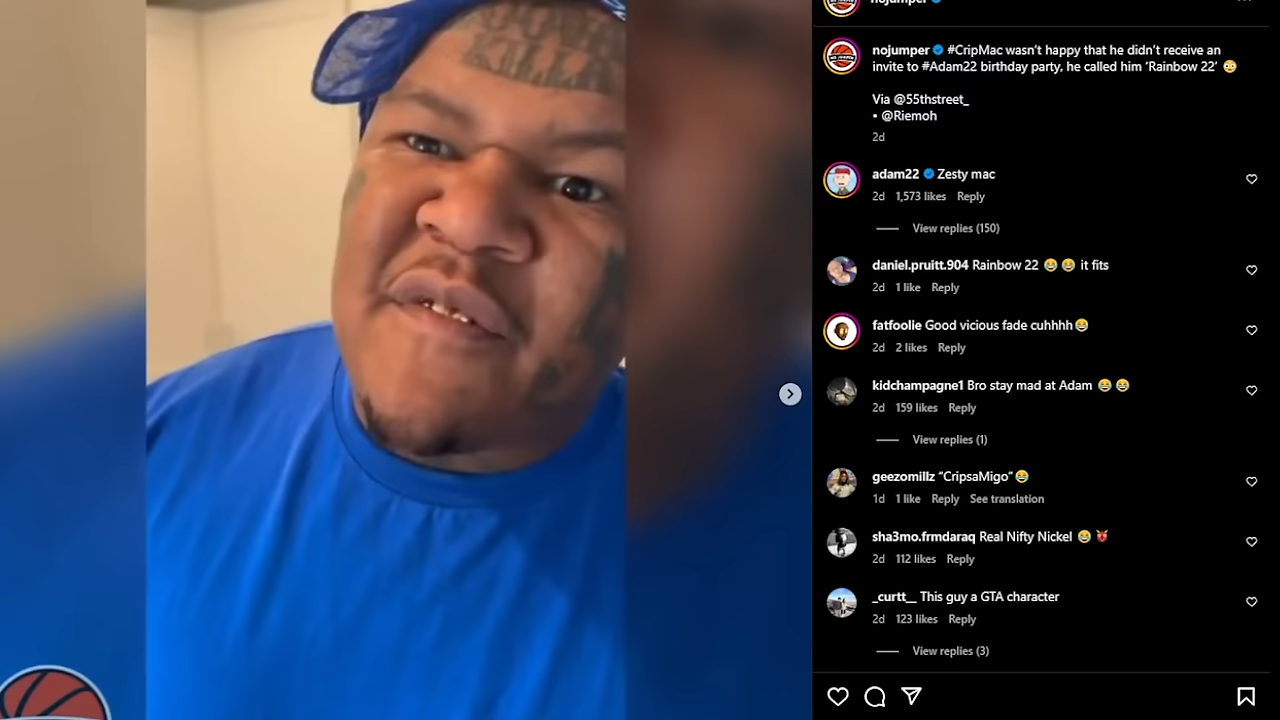 nojumper
KILLA
nojumper #CripMac wasn't happy that he didn't receive an
invite to #Adam22 birthday party, he called him 'Rainbow 22' 😳
Via @55thstreet_
• @Riemoh
2d
adam22 Zesty mac
2d 1,573 likes Reply
View replies (150)
daniel.pruitt.904 Rainbow 22 😂 😂 it fits
2d 1 like Reply
fatfoolie Good vicious fade cuhhhh😂
2d 2 likes Reply
kidchampagne1 Bro stay mad at Adam 😂 😂
2d 159 likes Reply
View replies (1)
geezomillz “CripsaMigo”😂
1d 1 like Reply See translation
sha3mo.frmdaraq Real Nifty Nickel 😂 👹
2d 112 likes Reply
_curtt__ This guy a GTA character
2d 123 likes Reply
View replies (3)